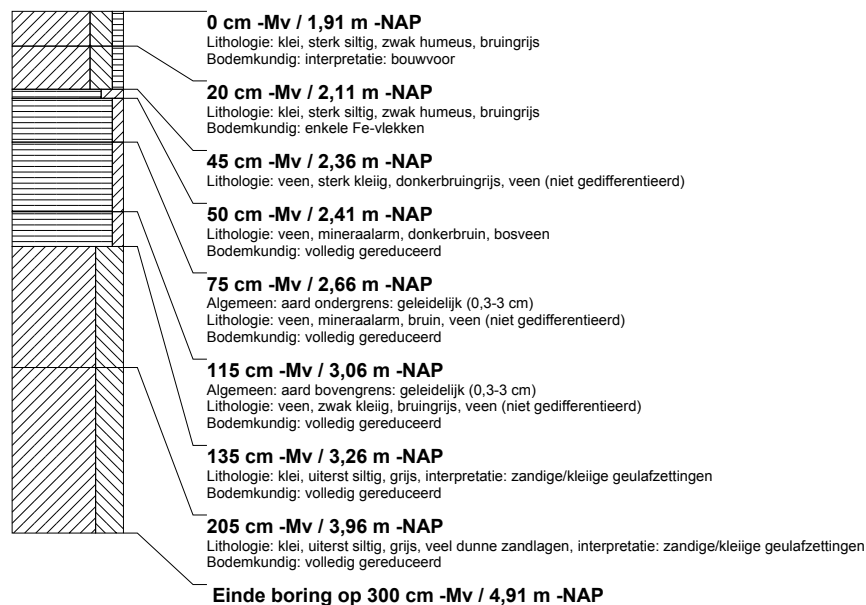 0 cm -Mv / 1,91 m -NAP
Lithologie: klei, sterk siltig, zwak humeus, bruingrijs
Bodemkundig: interpretatie: bouwvoor
20 cm -Mv / 2,11 m -NAP
Lithologie: klei, sterk siltig, zwak humeus, bruingrijs
Bodemkundig: enkele Fe-vlekken
45 cm -Mv / 2,36 m -NAP
Lithologie: veen, sterk kleiig, donkerbruingrijs, veen (niet gedifferentieerd)
50 cm -Mv / 2,41 m -NAP
Lithologie: veen, mineraalarm, donkerbruin, bosveen
Bodemkundig: volledig gereduceerd
75 cm -Mv / 2,66 m -NAP
Algemeen: aard ondergrens: geleidelijk (0,3-3 cm)
Lithologie: veen, mineraalarm, bruin, veen (niet gedifferentieerd)
Bodemkundig: volledig gereduceerd
115 cm -Mv / 3,06 m -NAP
Algemeen: aard bovengrens: geleidelijk (0,3-3 cm)
Lithologie: veen, zwak kleiig, bruingrijs, veen (niet gedifferentieerd)
Bodemkundig: volledig gereduceerd
135 cm -Mv / 3,26 m -NAP
Lithologie: klei, uiterst siltig, grijs, interpretatie: zandige/kleiige geulafzettingen
Bodemkundig: volledig gereduceerd
205 cm -Mv / 3,96 m -NAP
Lithologie: klei, uiterst siltig, grijs, veel dunne zandlagen, interpretatie: zandige/kleiige geulafzettingen
Bodemkundig: volledig gereduceerd
Einde boring op 300 cm -Mv / 4,91 m -NAP